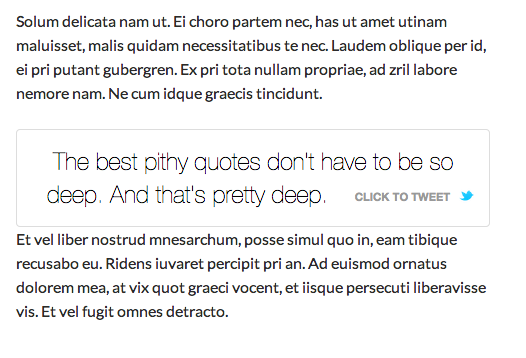 Solum delicata nam ut. Ei choro partem nec, has ut amet utinam
maluisset, malis quidam necessitatibus te nec. Laudem oblique per id,
ei pri putant gubergren. Ex pri tota nullam propriae, ad zril labore
nemore nam. Ne cum idque graecis tincidunt.
The best pithy quotes don't have to be so
deep. And that's pretty deep. CLICK TO TWEET
Et vel liber nostrud mnesarchum, posse simul quo in, eam tibique
recusabo eu. Ridens iuvaret percipit pri an. Ad euismod ornatus
dolorem mea, at vix quot graeci vocent, et iisque persecuti liberavisse
vis. Et vel fugit omnes detracto.